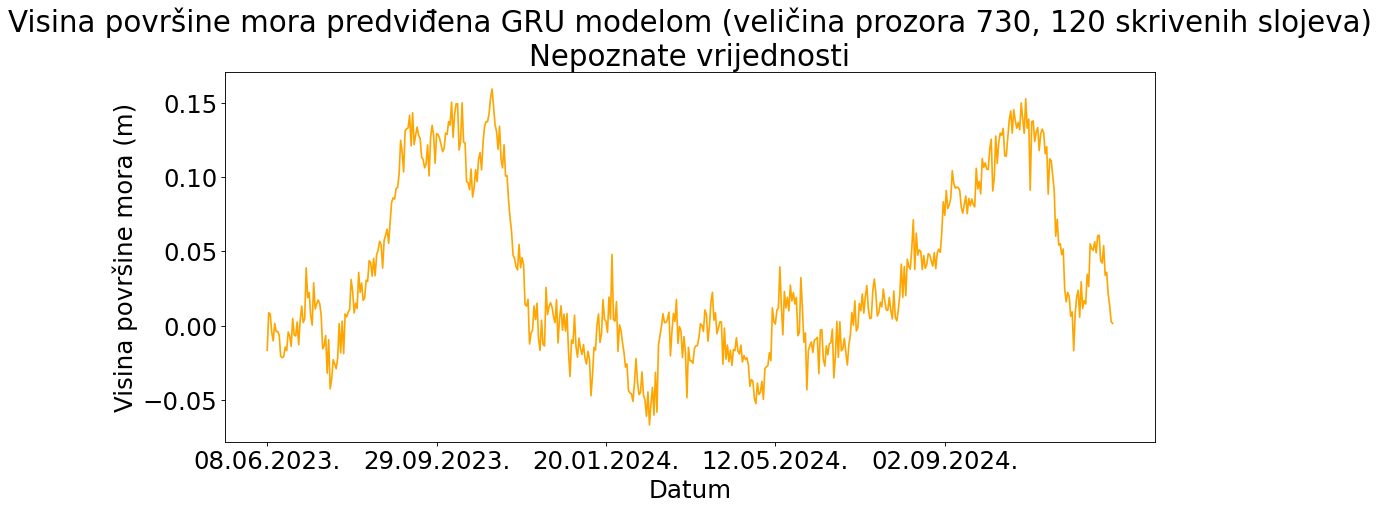 Visina površine mora predviđena GRU modelom (veličina prozora 730, 120 skrivenih slojeva)
Nepoznate vrijednosti
Visina površine mora (m)
0.15
0.10
0.05
0.00
−0.05
08.06.2023. 29.09.2023. 20.01.2024. 12.05.2024. 02.09.2024.
Datum